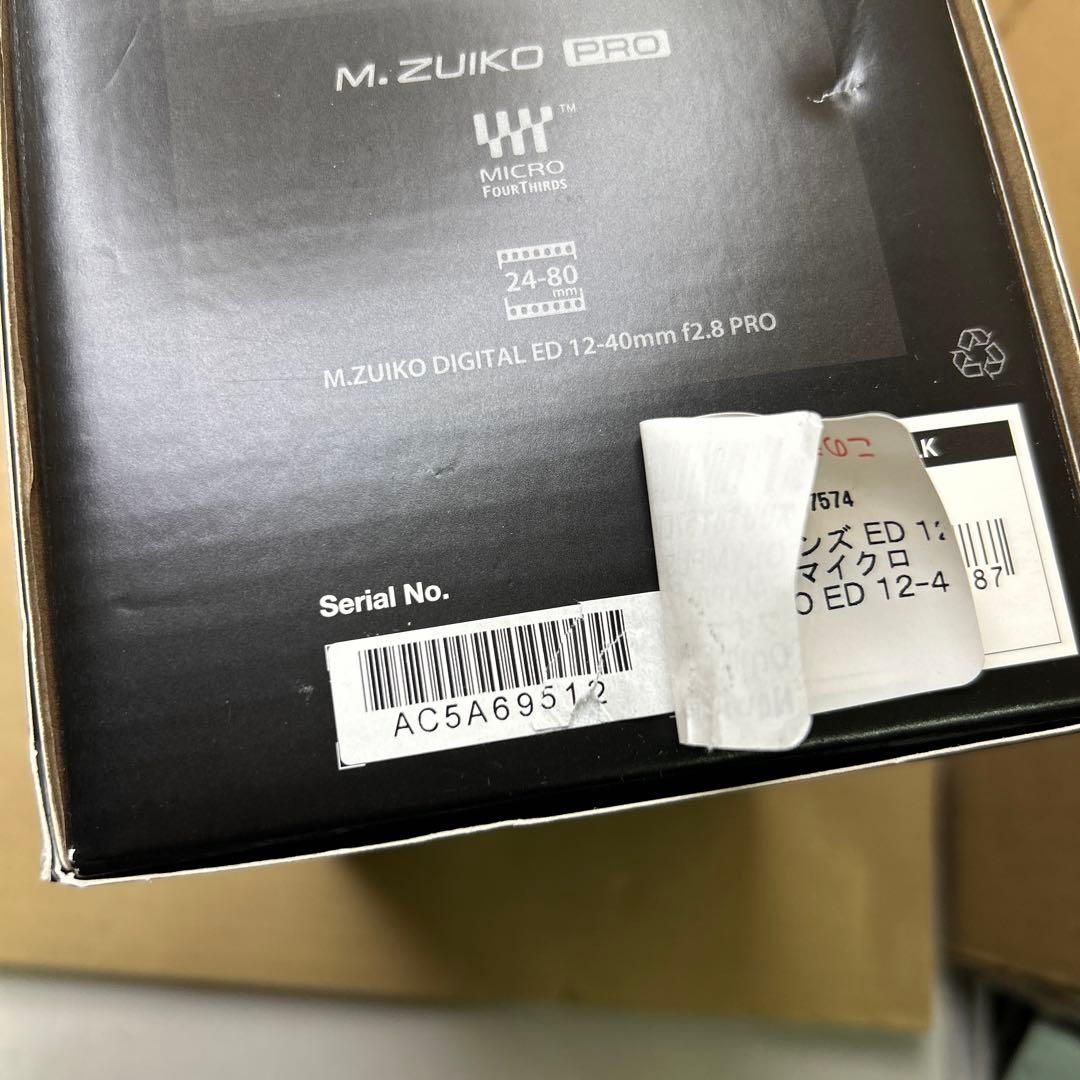 M.ZUIKO PRO
TM
MICRO
FOURTHIRDS
24-80
mm
M.ZUIKO DIGITAL ED 12-40mm f2.8 PRO
7574
ンズ ED 12
マイクロ
O ED 12-4
87
Serial No.
AC5A69512